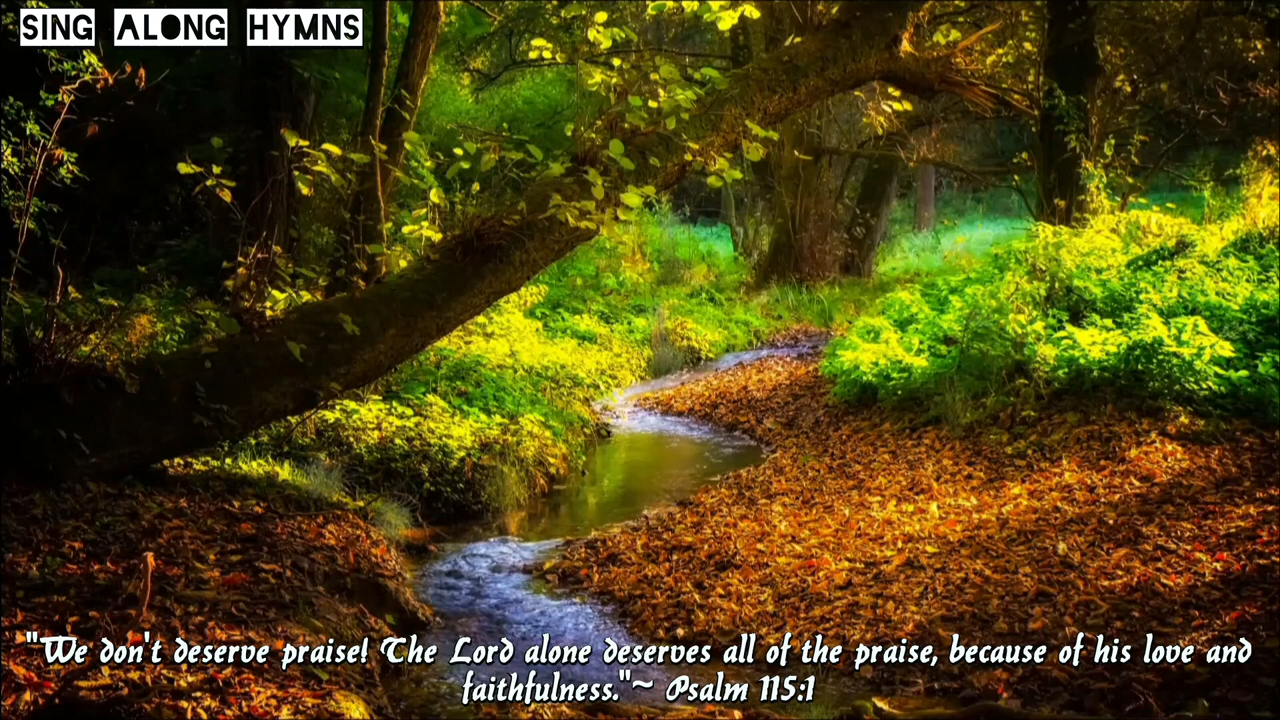 SING ALONG HYMNS
"We don't deserve praise! The Lord alone deserves all of the praise, because of his love and
faithfulness."~ Psalm 115:1